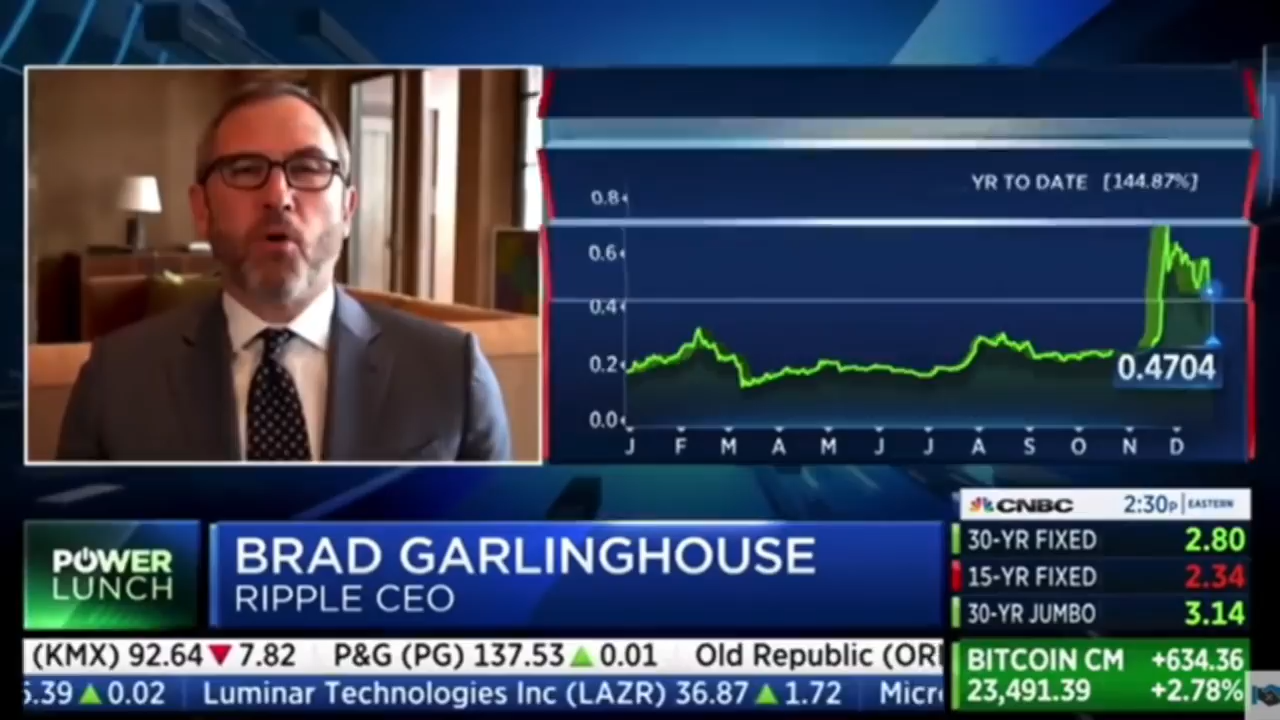 YR TO DATE [144.87%]
0.8
0.6
0.4
0.2
0.0
0.4704
J F M A M J J A S O N D
CNBC 2:30p | EASTERN
POWER
LUNCH
BRAD GARLINGHOUSE
RIPPLE CEO
30-YR FIXED 2.80
15-YR FIXED 2.34
30-YR JUMBO 3.14
(KMX) 92.64 ▼ 7.82 P&G (PG) 137.53 ▲ 0.01 Old Republic (ORI
5.39 ▲ 0.02 Luminar Technologies Inc (LAZR) 36.87 ▲ 1.72 Micr
BITCOIN CM +634.36
23,491.39 +2.78%